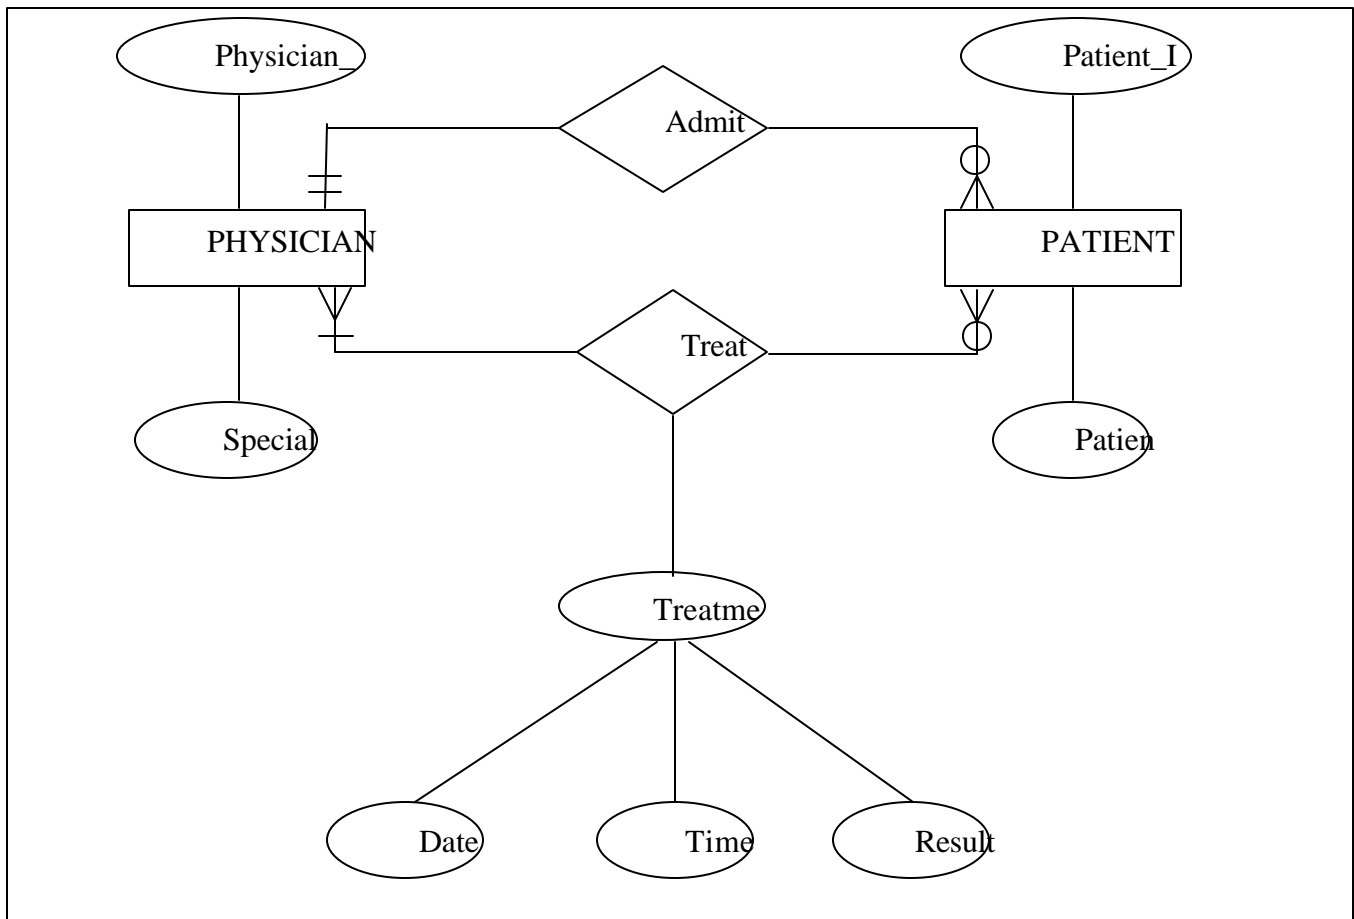 Physician_
Patient_I
Admit
PHYSICIAN
PATIENT
Treat
Special
Patien
Treatme
Date
Time
Result